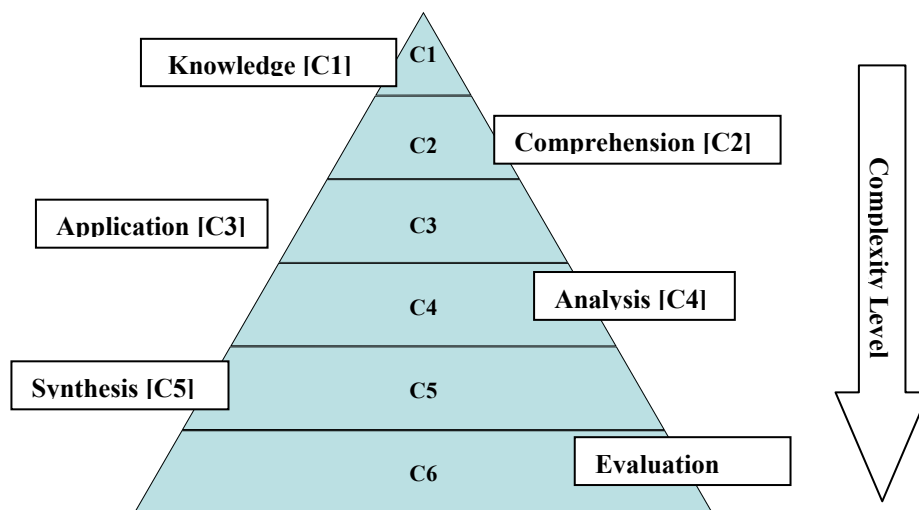 C1
Knowledge [C1]
C2
Comprehension [C2]
Application [C3]
C3
Analysis [C4]
C4
Synthesis [C5]
C5
Evaluation
C6
Complexity Level